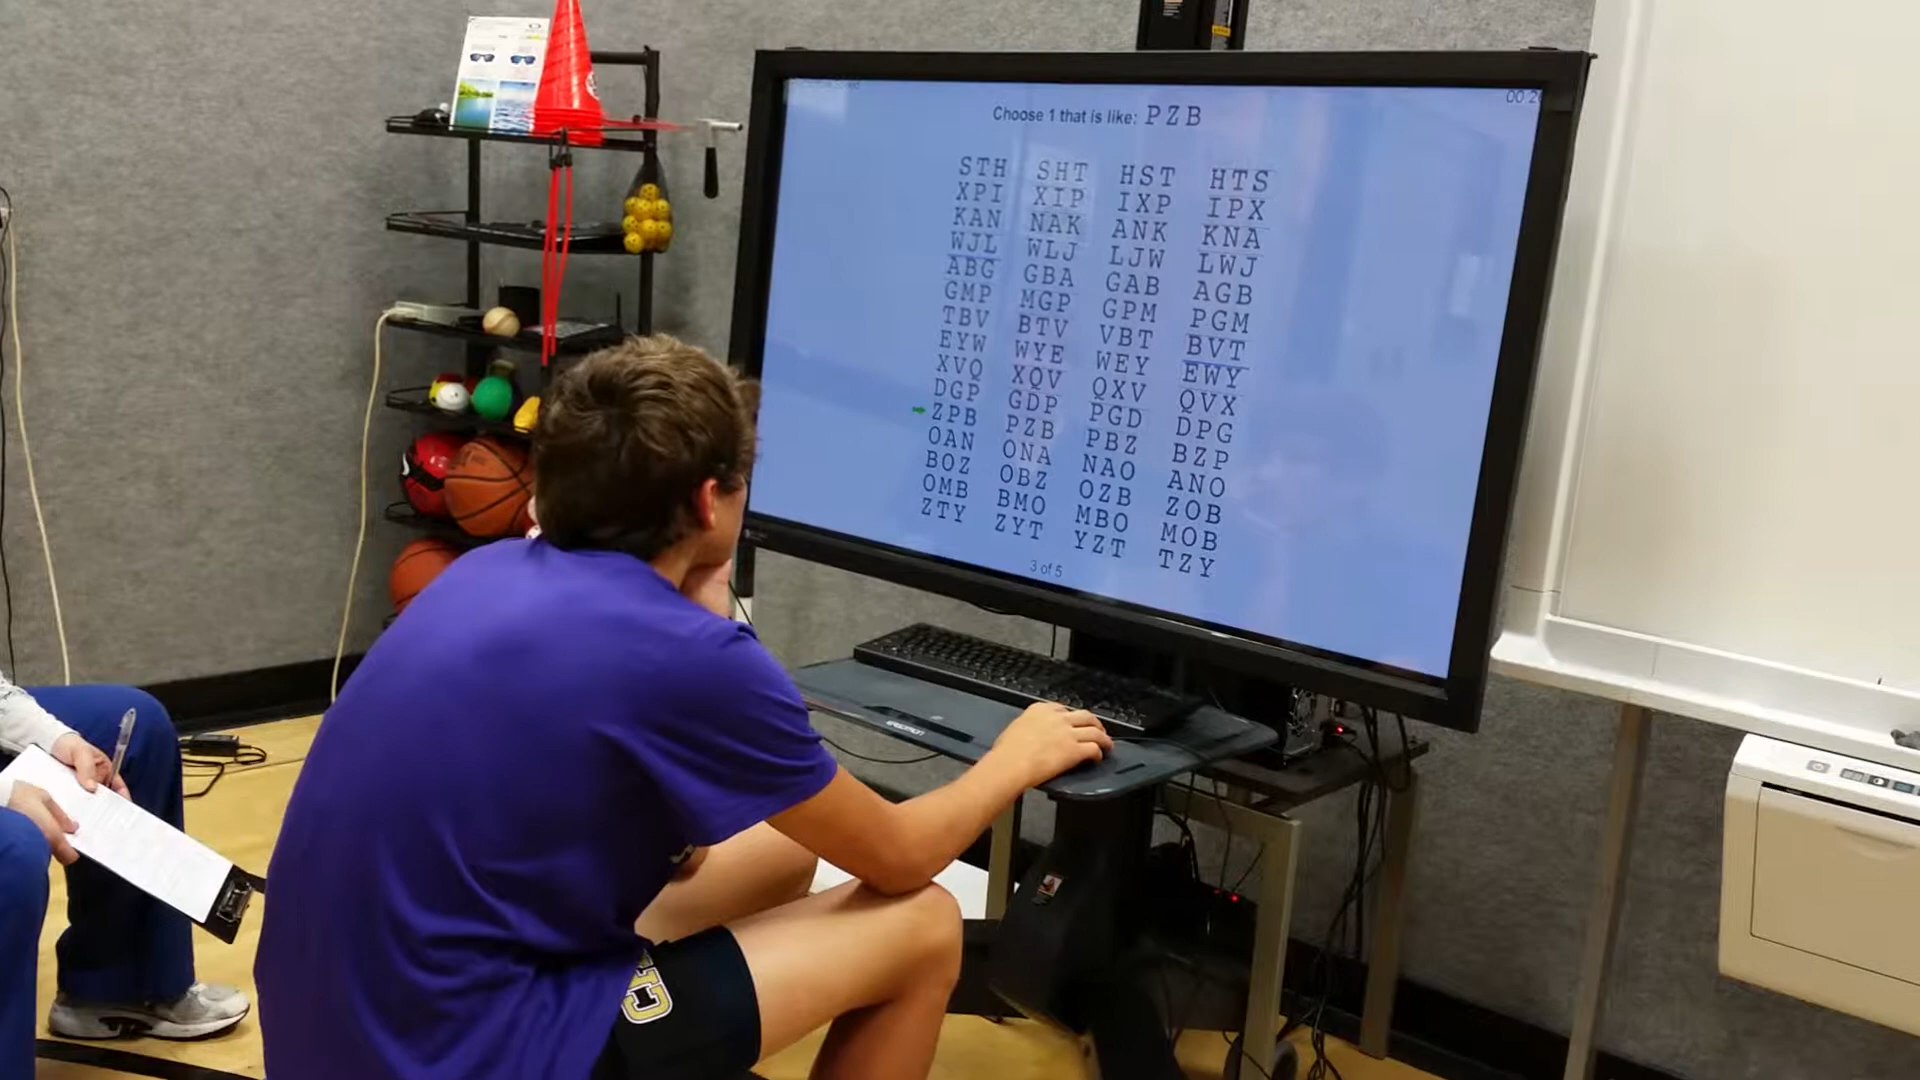 00 2
Choose 1 that is like: PZB
STH SHT HST HTS
XPI XIP IXP IPX
KAN NAK ANK KNA
WJL WLJ LJW LWJ
ABG GBA GAB AGB
GMP MGP GPM PGM
TBV BTV VBT BVT
EYW WYE WEY EWY
XVQ XQV QXV QVX
DGP GDP PGD DPG
ZPB PZB PBZ BZP
OAN ONA NAO ANO
BOZ OBZ OZB ZOB
OMB BMO MBO MOB
ZTY ZYT YZT TZY
3 of 5